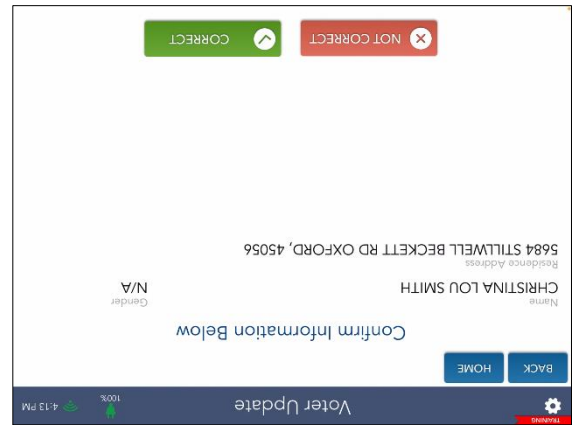 TRAINING
Voter Update
100%
4:13 PM
BACK
HOME
Confirm Information Below
Name
Gender
CHRISTINA LOU SMITH
N/A
Residence Address
5684 STILLWELL BECKETT RD OXFORD, 45056
NOT CORRECT
CORRECT